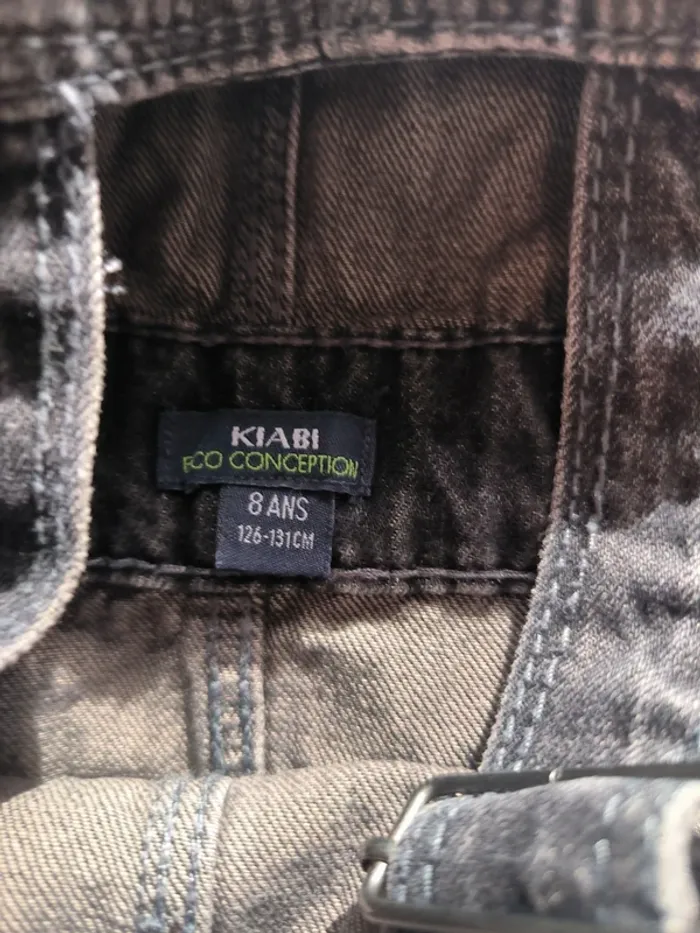 KIABI
ECO CONCEPTION
8 ANS
126-131CM